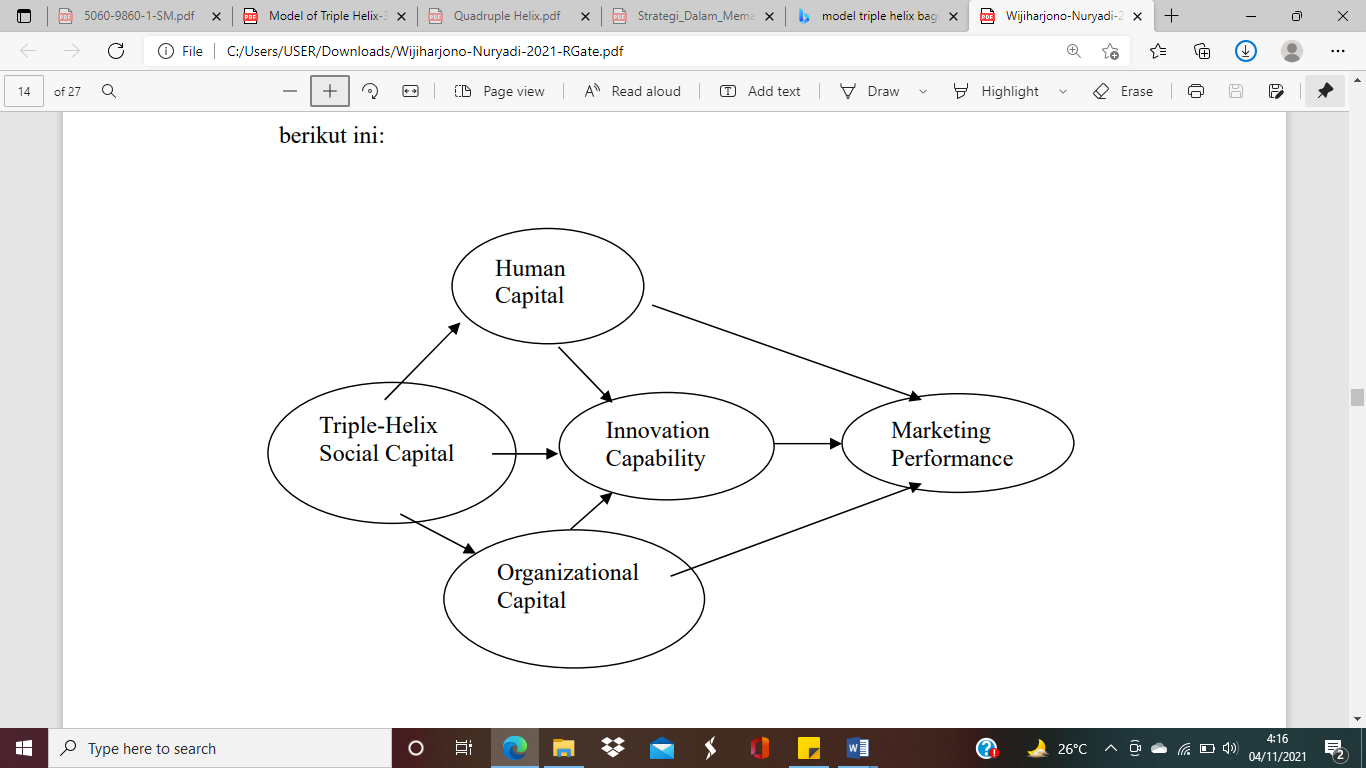 5060-9860-1-SM.pdf
Model of Triple Helix-3
Quadruple Helix.pdf
Strategi_Dalam_Mema
model triple helix bag
Wijiharjono-Nuryadi-2
File
C:/Users/USER/Downloads/Wijiharjono-Nuryadi-2021-RGate.pdf
14 of 27
Page view
Read aloud
Add text
Draw
Highlight
Erase
berikut ini:
Human
Capital
Triple-Helix
Social Capital
Innovation
Capability
Marketing
Performance
Organizational
Capital
Type here to search
26°C
4:16
04/11/2021
2